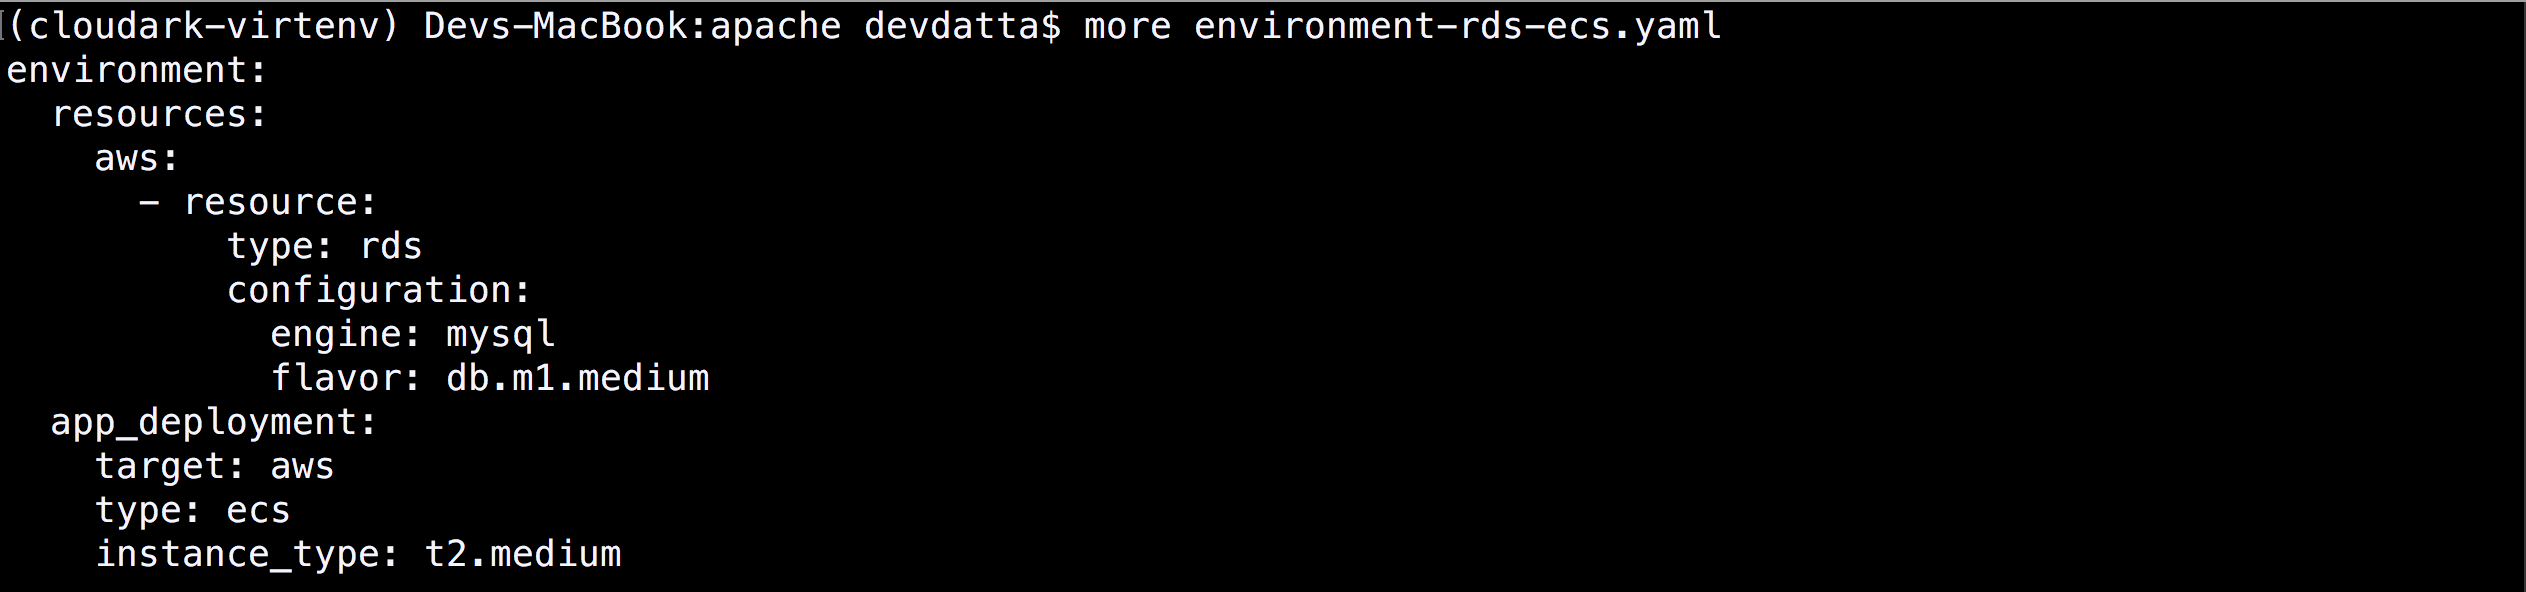 (cloudark-virtenv) Devs-MacBook:apache devdatta$ more environment-rds-ecs.yaml
environment:
  resources:
    aws:
      - resource:
          type: rds
          configuration:
            engine: mysql
            flavor: db.m1.medium
  app_deployment:
    target: aws
    type: ecs
    instance_type: t2.medium